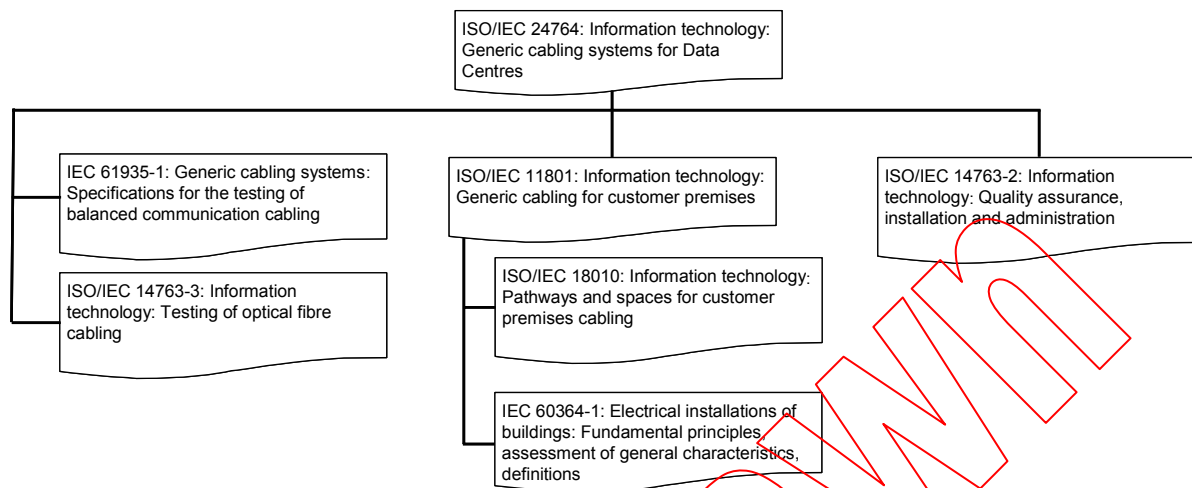 ISO/IEC 24764: Information technology:
Generic cabling systems for Data
Centres
IEC 61935-1: Generic cabling systems:
Specifications for the testing of
balanced communication cabling
ISO/IEC 11801: Information technology:
Generic cabling for customer premises
ISO/IEC 14763-2: Information
technology: Quality assurance,
installation and administration
ISO/IEC 14763-3: Information
technology: Testing of optical fibre
cabling
ISO/IEC 18010: Information technology:
Pathways and spaces for customer
premises cabling
IEC 60364-1: Electrical installations of
buildings: Fundamental principles,
assessment of general characteristics,
definitions
wn